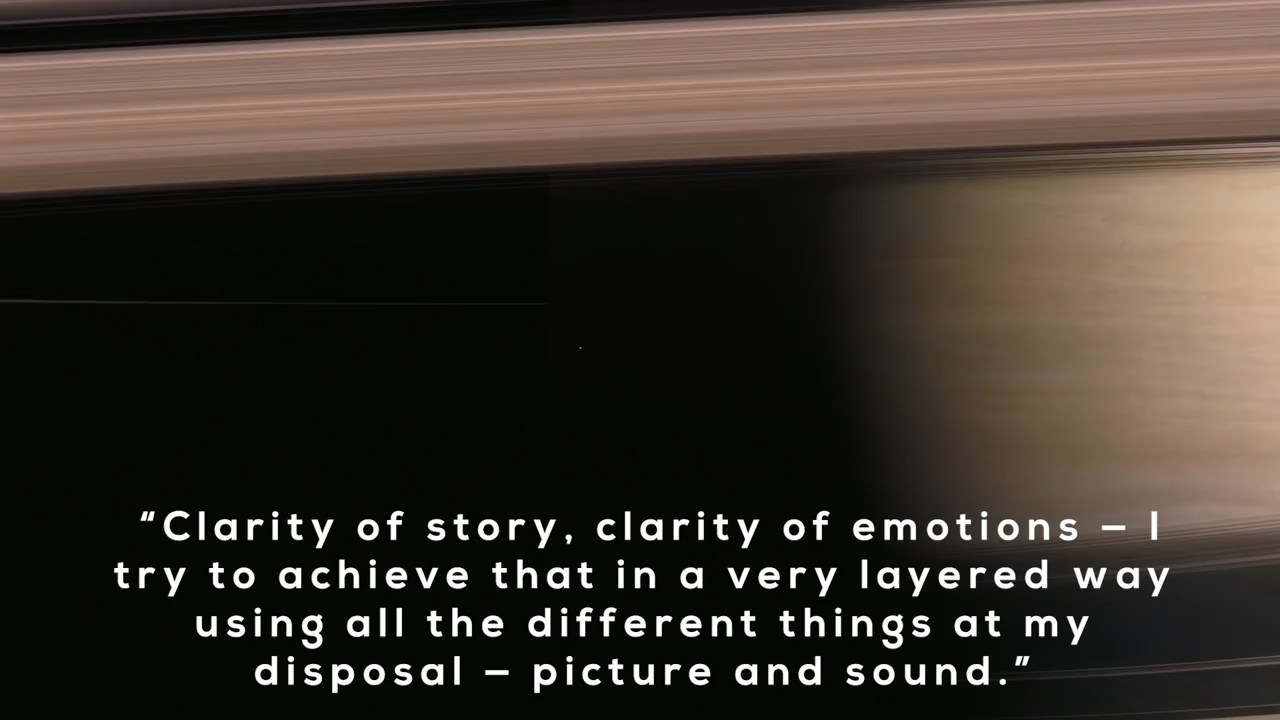 “Clarity of story, clarity of emotions – I
try to achieve that in a very layered way
using all the different things at my
disposal – picture and sound.”